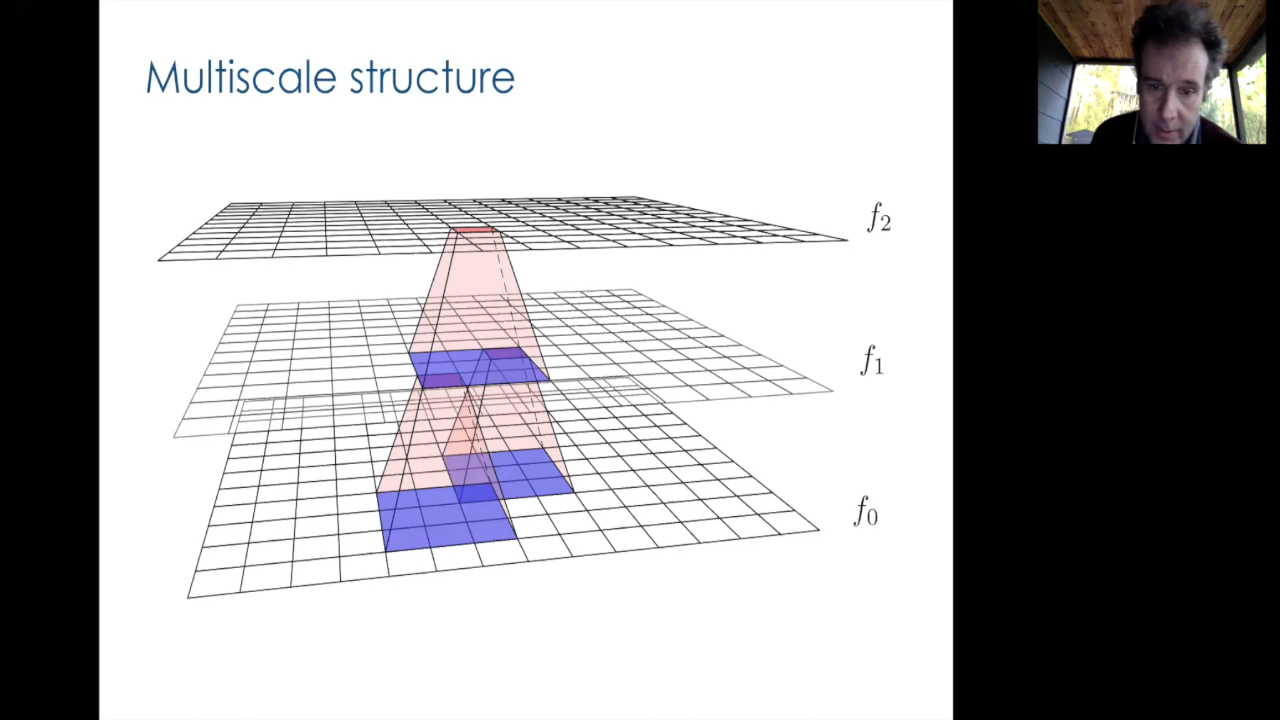 Multiscale structure
f₂
f₁
f₀